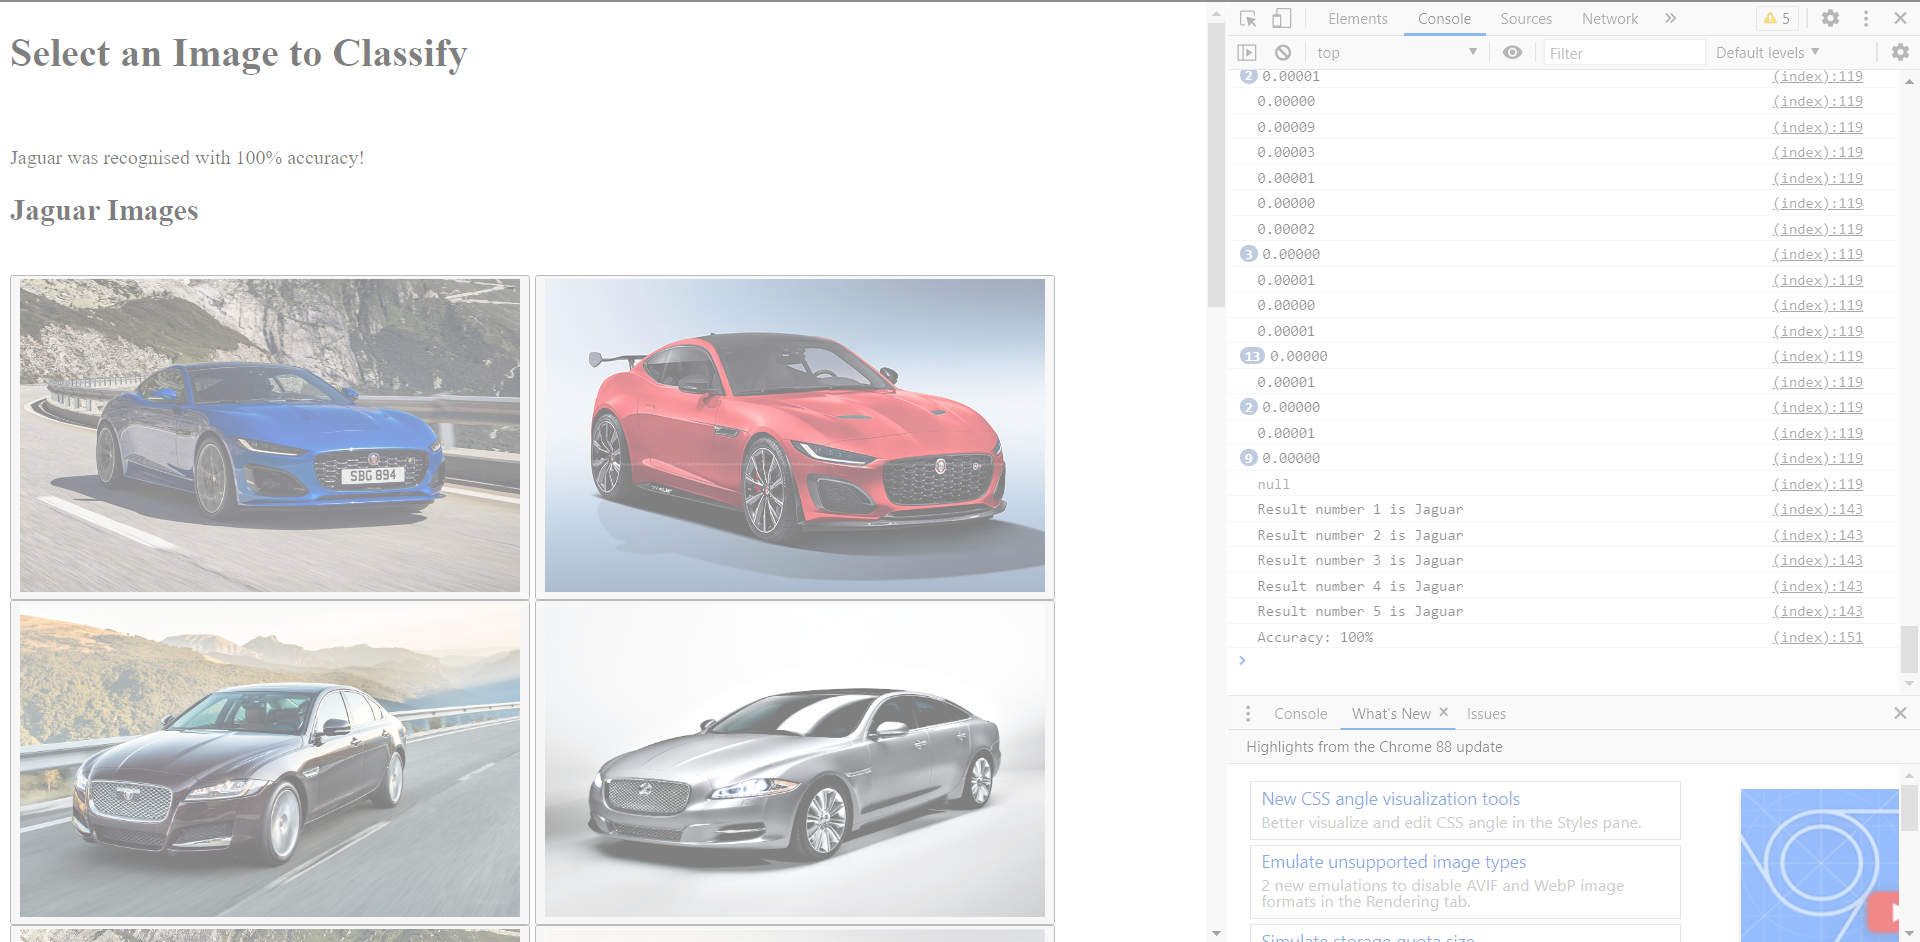 Select an Image to Classify
Jaguar was recognised with 100% accuracy!
Jaguar Images
SBG 894
Elements Console Sources Network » 5
top Filter Default levels
2 0.00001 (index):119
0.00000 (index):119
0.00009 (index):119
0.00003 (index):119
0.00001 (index):119
0.00000 (index):119
0.00002 (index):119
3 0.00000 (index):119
0.00001 (index):119
0.00000 (index):119
0.00001 (index):119
13 0.00000 (index):119
0.00001 (index):119
2 0.00000 (index):119
0.00001 (index):119
9 0.00000 (index):119
null (index):119
Result number 1 is Jaguar (index):143
Result number 2 is Jaguar (index):143
Result number 3 is Jaguar (index):143
Result number 4 is Jaguar (index):143
Result number 5 is Jaguar (index):143
Accuracy: 100% (index):151
Console What's New Issues
Highlights from the Chrome 88 update
New CSS angle visualization tools
Better visualize and edit CSS angle in the Styles pane.
Emulate unsupported image types
2 new emulations to disable AVIF and WebP image
formats in the Rendering tab.
Simulate storage quota size